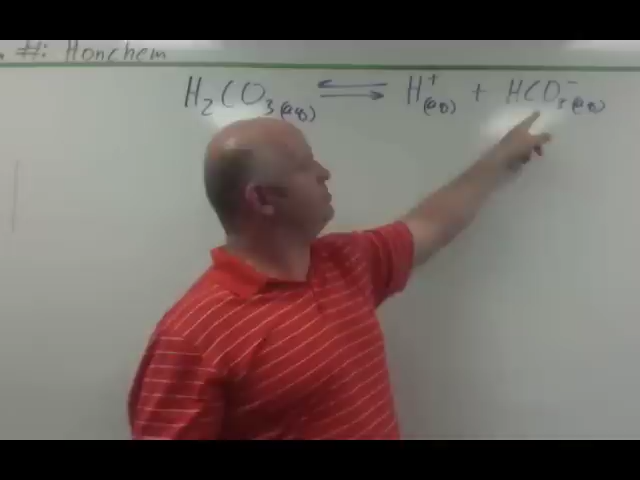 . #: Honchem
H₂CO₃(aq) ⇌ H⁺(aq) + HCO₃⁻(aq)